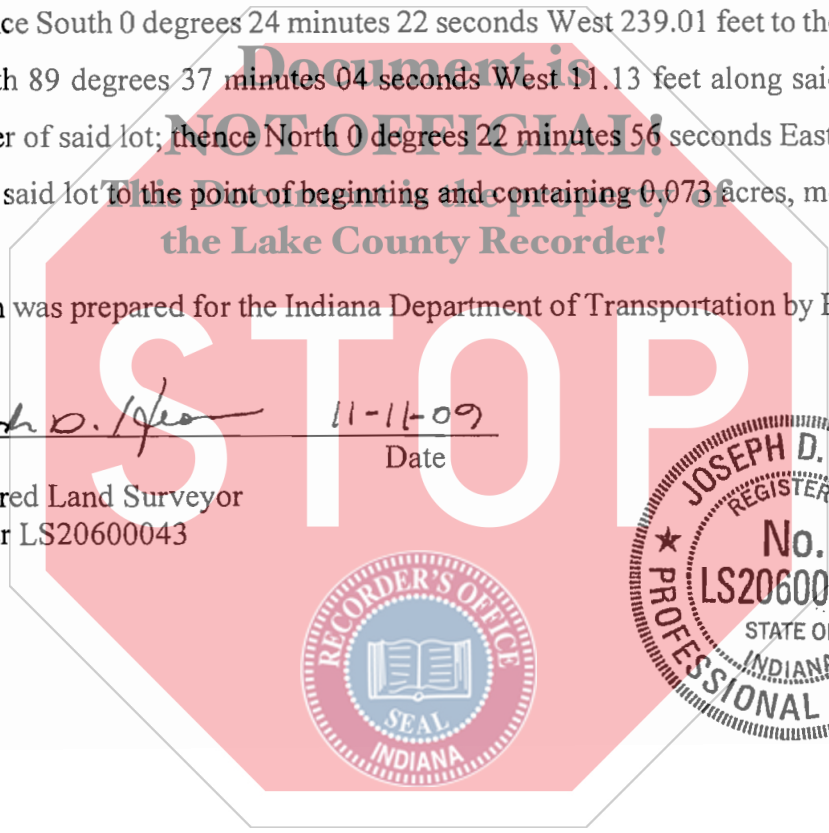 ce South 0 degrees 24 minutes 22 seconds West 239.01 feet to the
Document is
h 89 degrees 37 minutes 04 seconds West 11.13 feet along said
NOT OFFICIAL!
er of said lot; thence North 0 degrees 22 minutes 56 seconds East
This Document is the property of
said lot to the point of beginning and containing 0.073 acres, m
the Lake County Recorder!
was prepared for the Indiana Department of Transportation by
STOP
D. 11-11-09
Date
red Land Surveyor
r LS20600043
JOSEPH D.
REGISTER
No.
LS20600
STATE OF
INDIANA
★ PROFESSIONAL
RECORDER'S OFFICE
SEAL
INDIANA